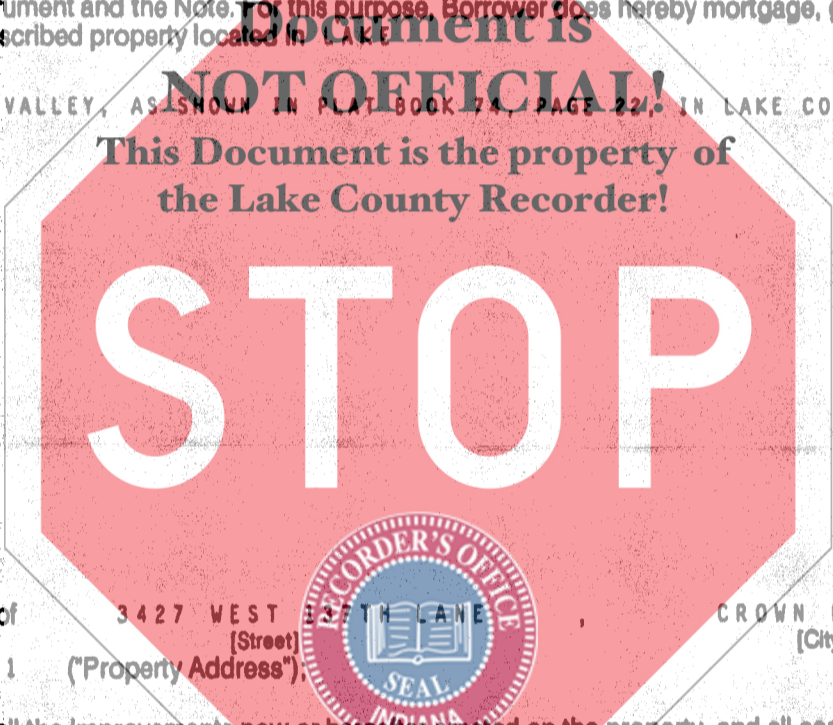 ument and the Note. For this purpose, Borrower does hereby mortgage,
scribed property located in LAKE
Document is
NOT OFFICIAL!
VALLEY, AS SHOWN IN PLAT BOOK 74, PAGE 22, IN LAKE CO
This Document is the property of
the Lake County Recorder!
STOP
RECORDER'S OFFICE
SEAL
INDIANA
of 3427 WEST LANE , CROWN
[Street] [City
1 ("Property Address");